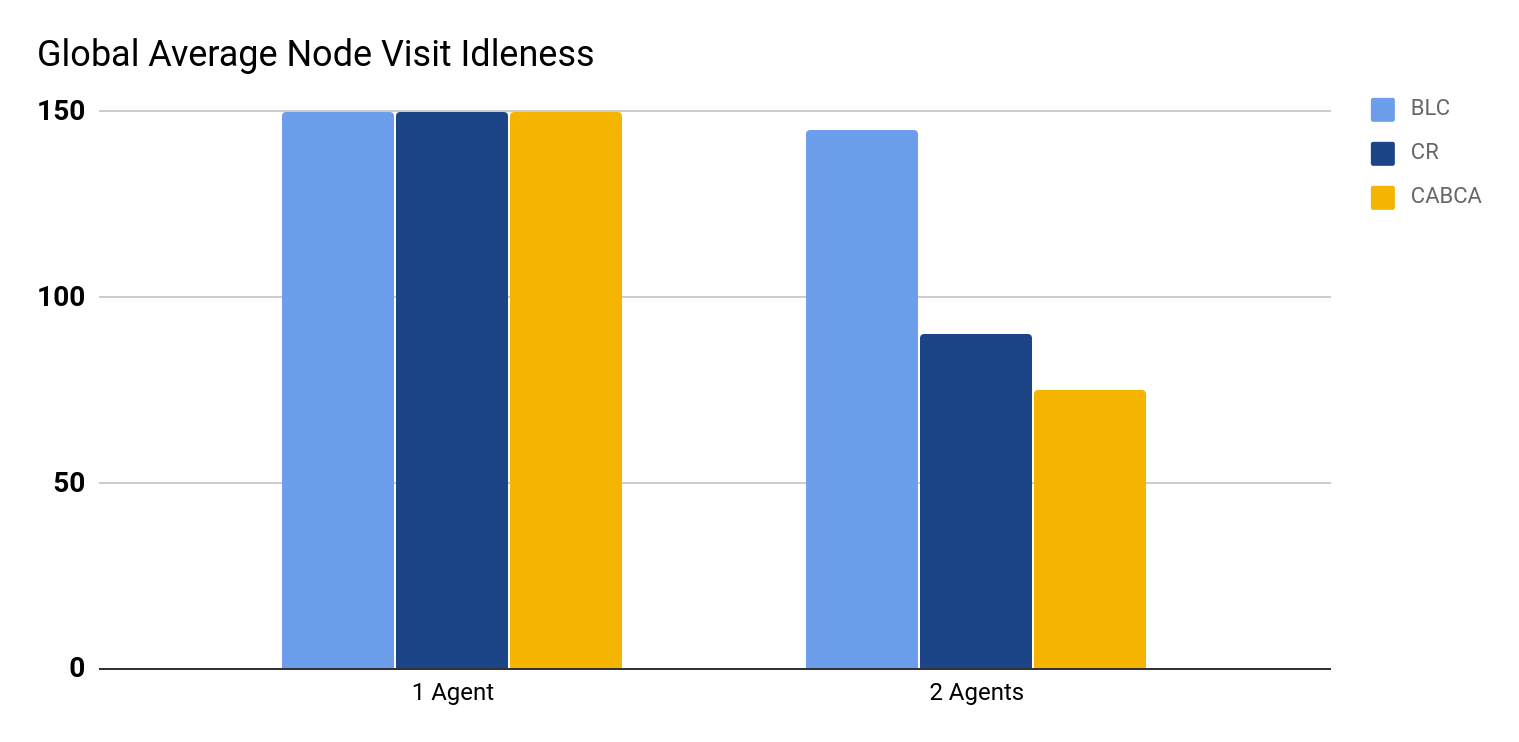 Global Average Node Visit Idleness
150
100
50
0
1 Agent
2 Agents
BLC
CR
CABCA